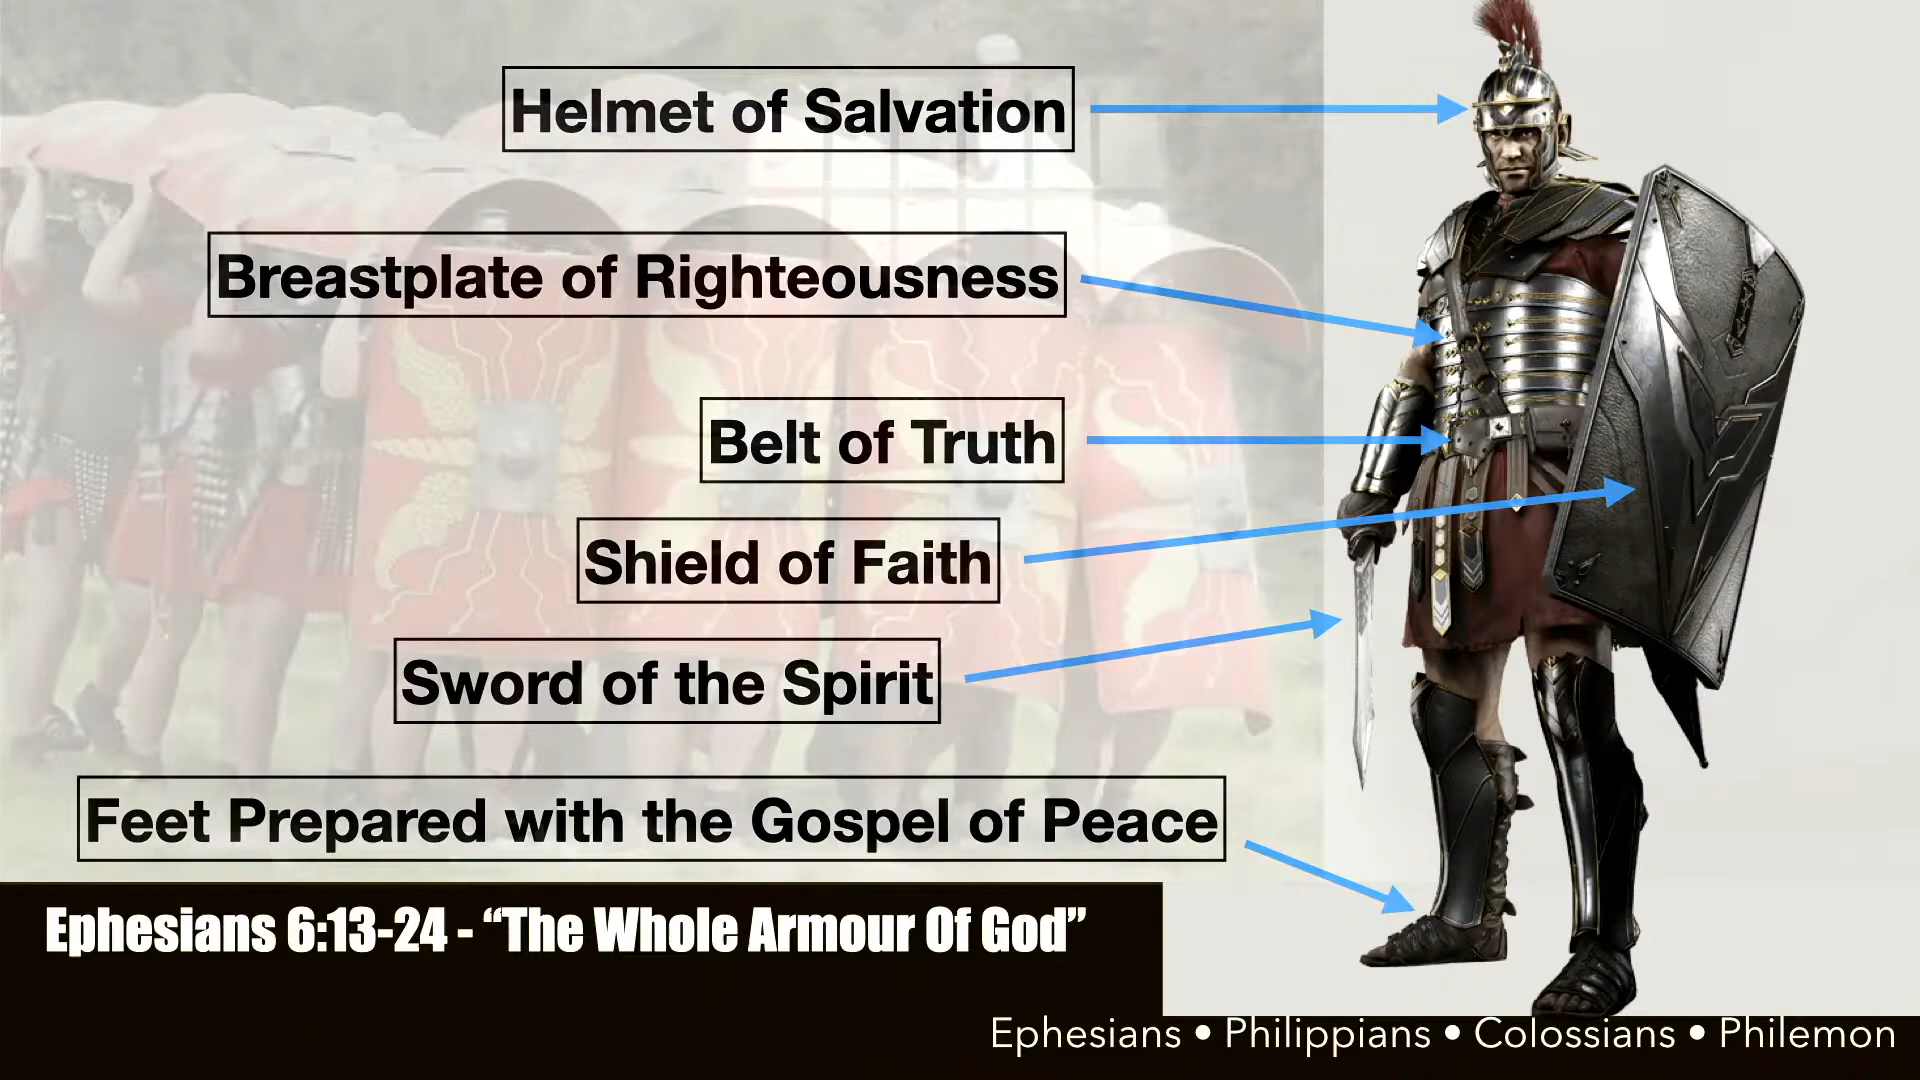 Helmet of Salvation
Breastplate of Righteousness
Belt of Truth
Shield of Faith
Sword of the Spirit
Feet Prepared with the Gospel of Peace
Ephesians 6:13-24 - “The Whole Armour Of God”
Ephesians • Philippians • Colossians • Philemon